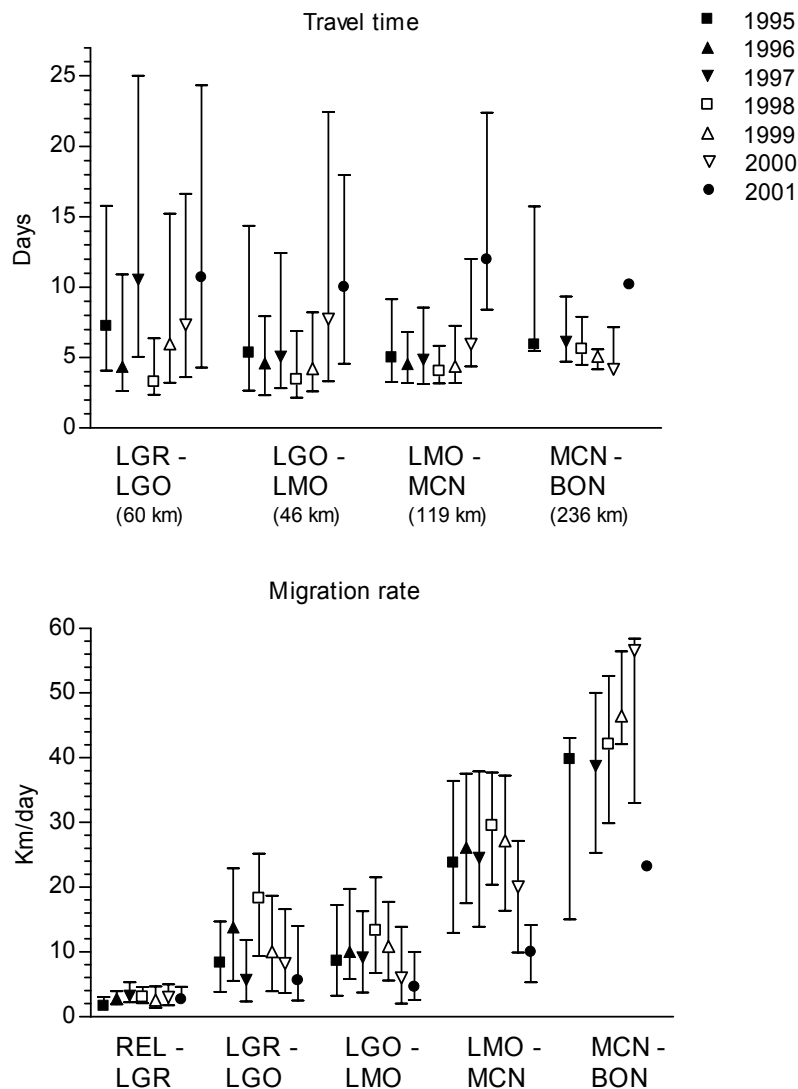 Travel time
1995
1996
1997
1998
1999
2000
2001
25
20
15
10
5
0
Days
LGR - LGO - LMO - MCN -
LGO LMO MCN BON
(60 km) (46 km) (119 km) (236 km)
Migration rate
60
50
40
30
20
10
0
Km/day
REL - LGR - LGO - LMO - MCN -
LGR LGO LMO MCN BON